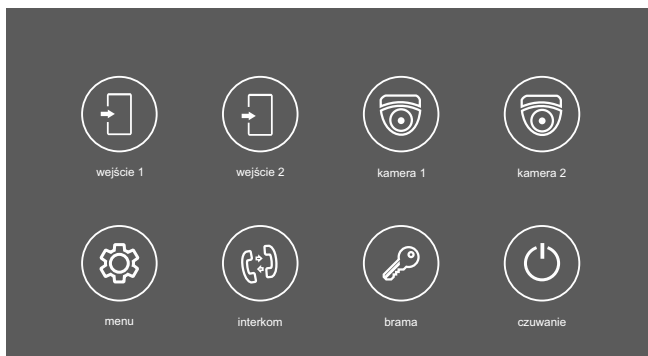 wejście 1
wejście 2
kamera 1
kamera 2
menu
interkom
brama
czuwanie